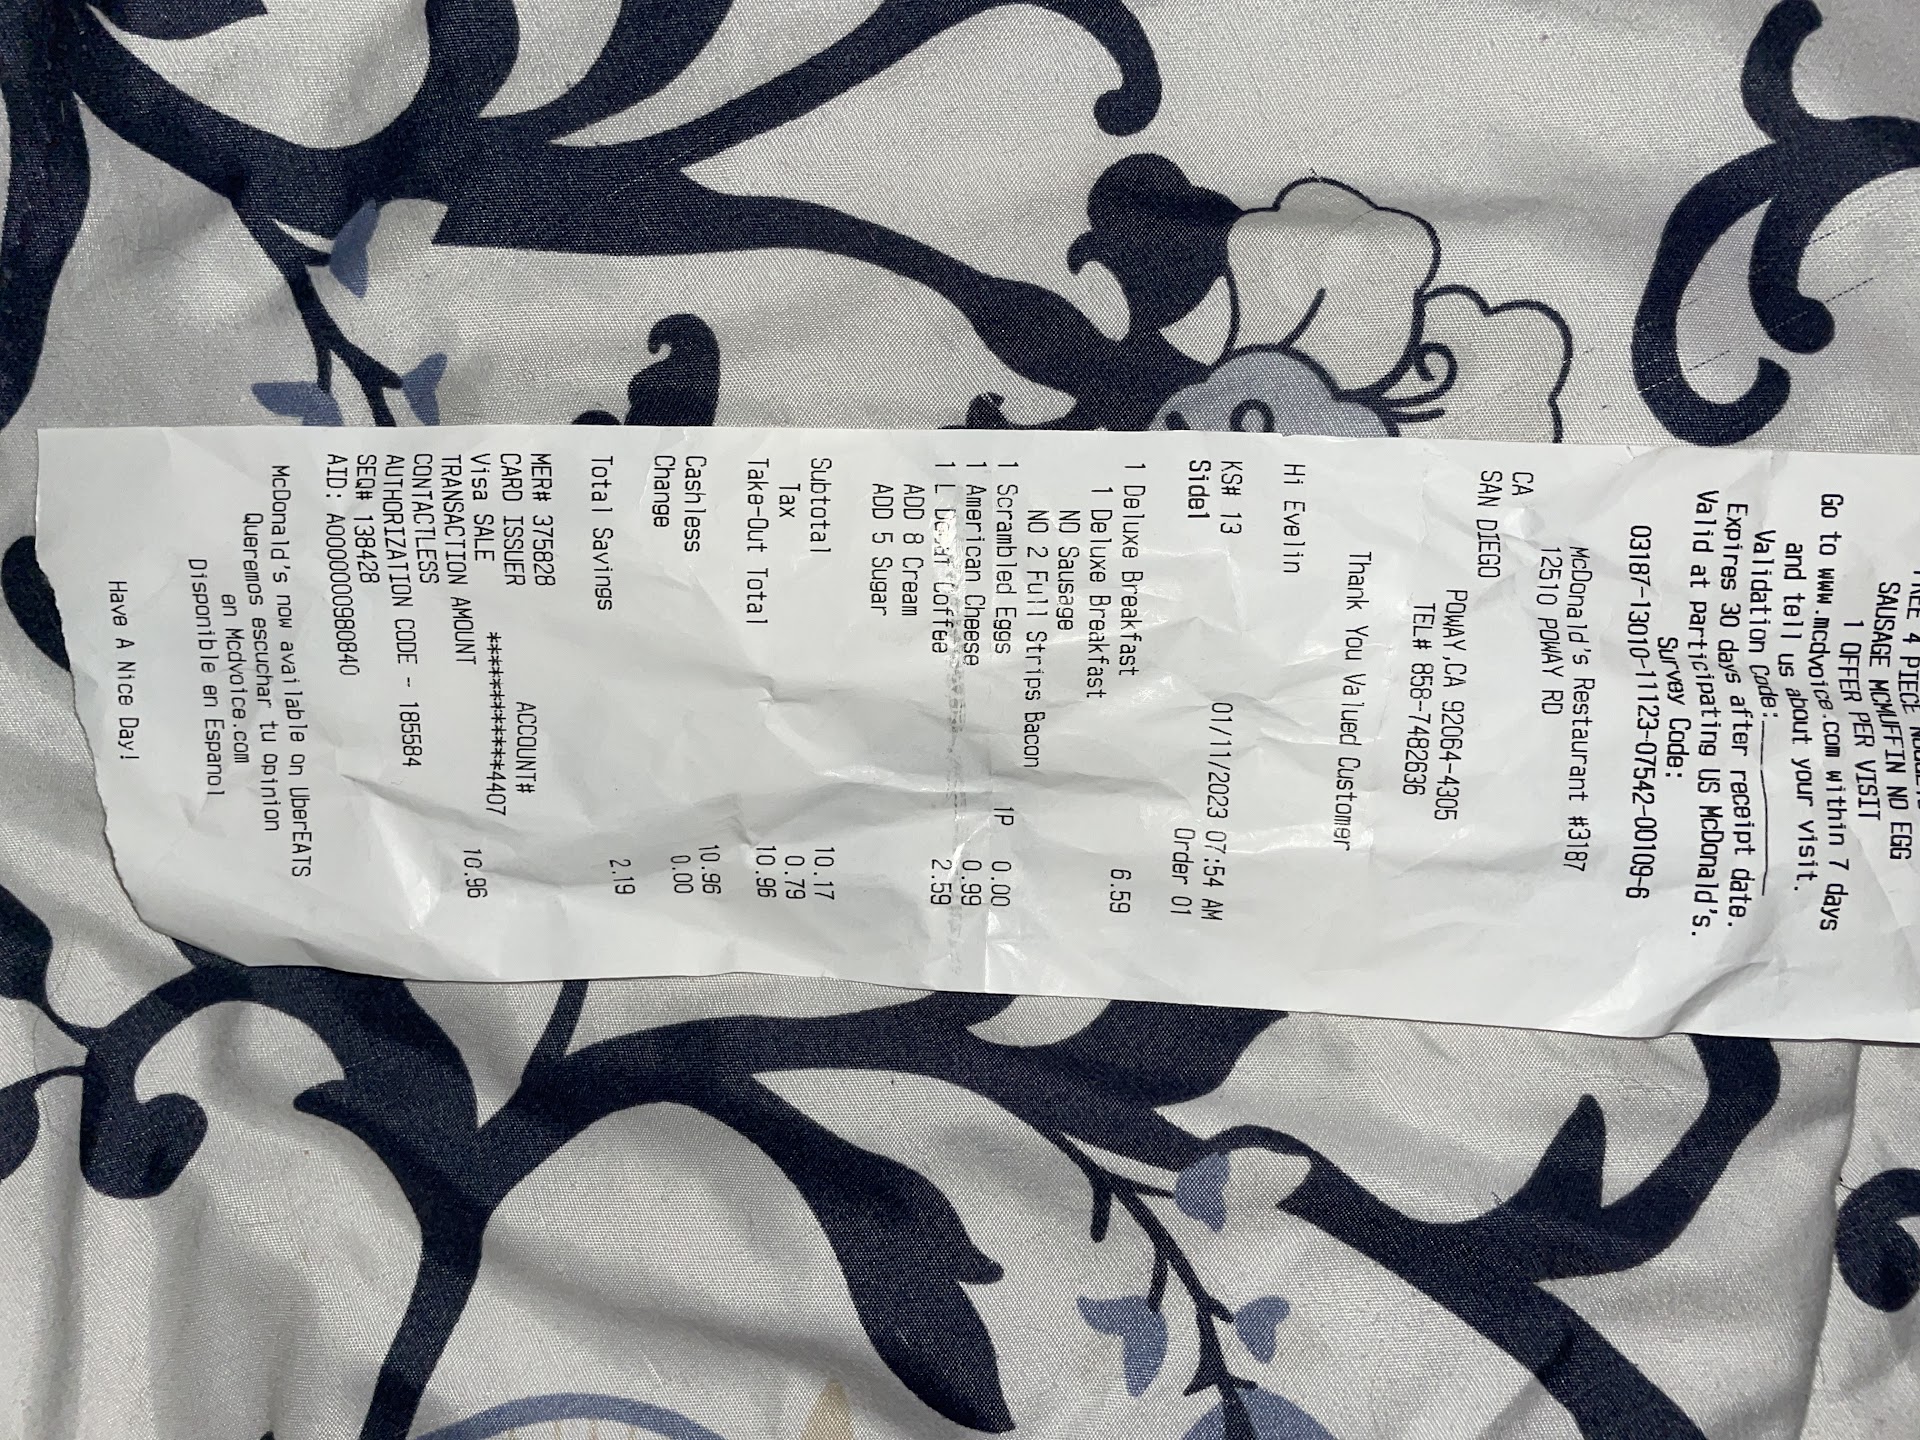 4 PIECE
SAUSAGE MCMUFFIN NO EGG
1 OFFER PER VISIT
Go to www.mcdvoice.com within 7 days
and tell us about your visit.
Validation Code:__________
Expires 30 days after receipt date.
Valid at participating US McDonald's.
Survey Code:
03187-13010-11123-07542-00109-6
McDonald's Restaurant #3187
12510 POWAY RD
CA
SAN DIEGO
POWAY,CA 92064-4305
TEL# 858-7482636
Thank You Valued Customer
Hi Evelin
KS# 13 01/11/2023 07:54 AM
Side1 Order 01
1 Deluxe Breakfast 6.59
1 Deluxe Breakfast
NO Sausage
NO 2 Full Strips Bacon
1 Scrambled Eggs 1P 0.00
1 American Cheese 0.99
1 L Decaf Coffee 2.59
ADD 8 Cream
ADD 5 Sugar
Subtotal 10.17
Tax 0.79
Take-Out Total 10.96
Cashless 10.96
Change 0.00
Total Savings 2.19
MER# 375828
CARD ISSUER ACCOUNT#
Visa SALE ************4407
TRANSACTION AMOUNT 10.96
CONTACTLESS
AUTHORIZATION CODE - 185584
SEQ# 138428
AID: A0000000980840
McDonald's now available on UberEATS
Queremos escuchar tu opinion
en Mcdvoice.com
Disponible en Espanol
Have A Nice Day!